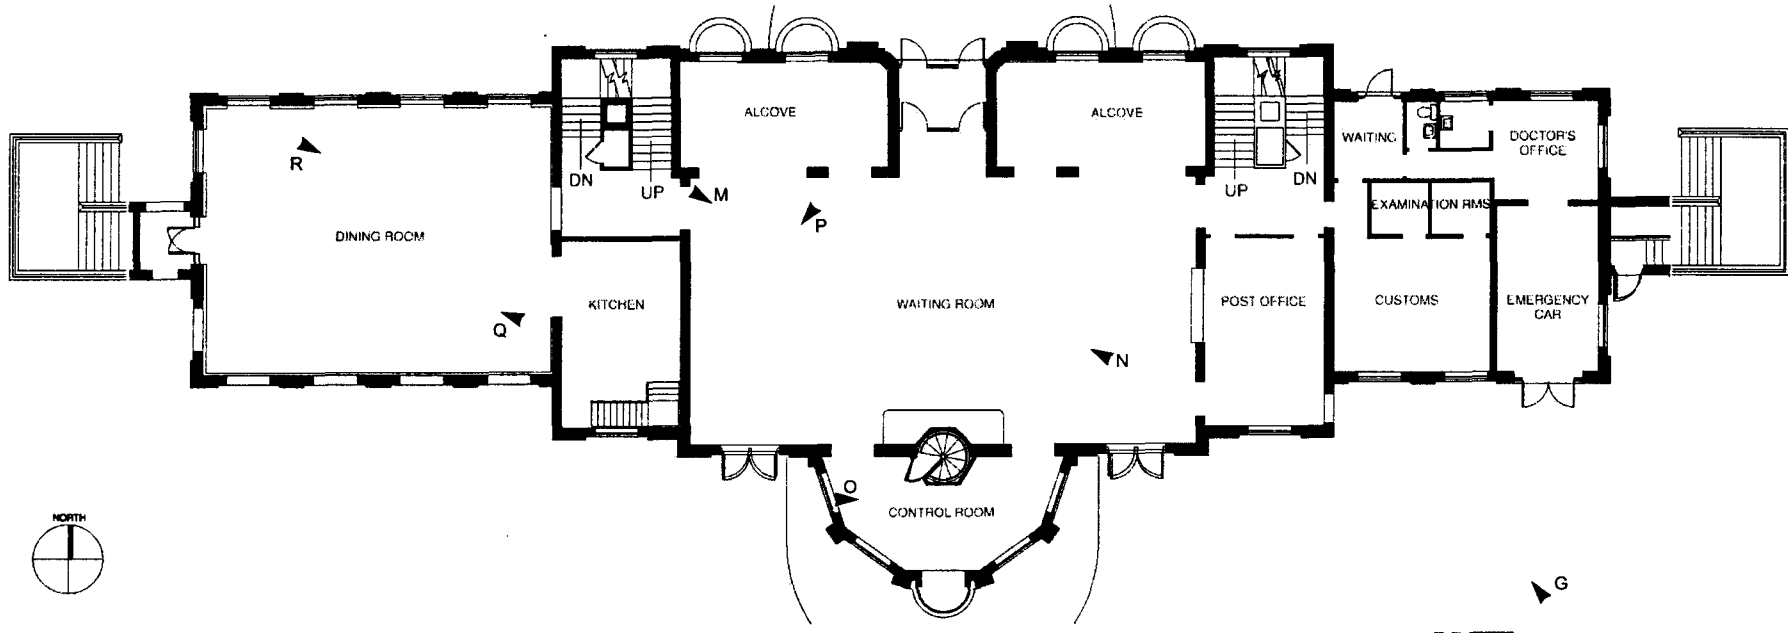 ALCOVE
ALCOVE
WAITING
DOCTOR'S
OFFICE
R
DN
UP
M
UP
DN
EXAMINATION RMS
P
DINING ROOM
KITCHEN
WAITING ROOM
POST OFFICE
CUSTOMS
EMERGENCY
CAR
Q
N
O
CONTROL ROOM
NORTH
G